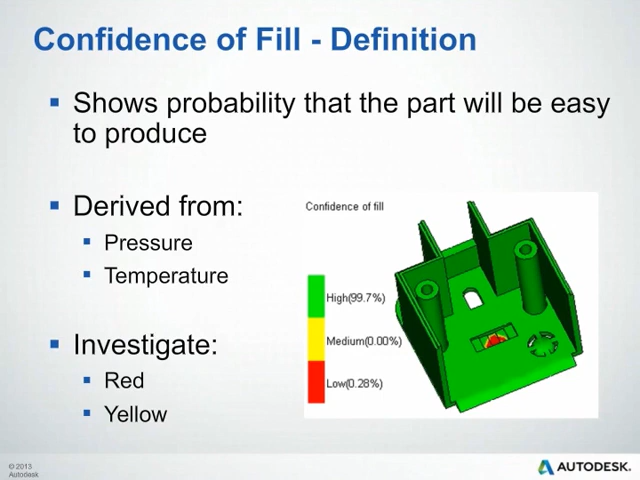 Confidence of Fill - Definition
▪ Shows probability that the part will be easy
to produce
▪ Derived from:
▪ Pressure
▪ Temperature
▪ Investigate:
▪ Red
▪ Yellow
Confidence of fill
High(99.7%)
Medium(0.00%)
Low(0.28%)
© 2013
Autodesk
AUTODESK.